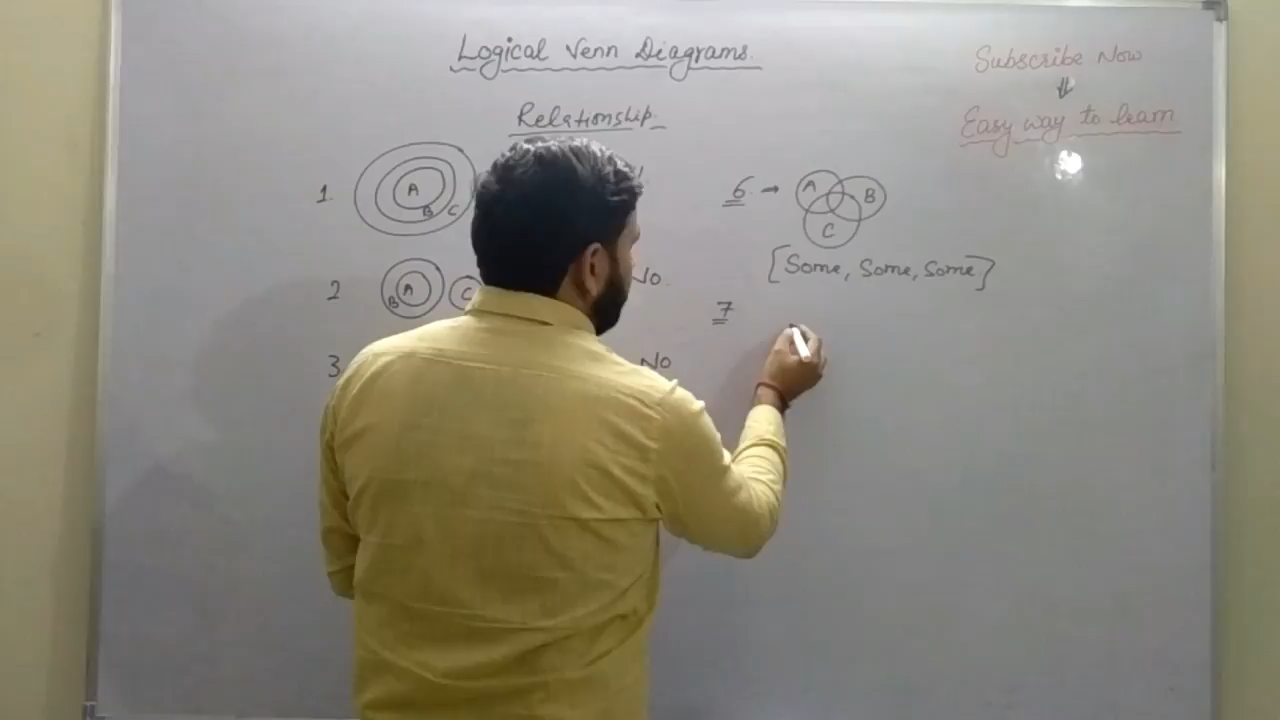 Logical Venn Diagrams.
Relationship.
Subscribe Now
Easy way to learn
1. A B C
2 B A C No.
3 No
6. → A B C
[Some, Some, Some]
7